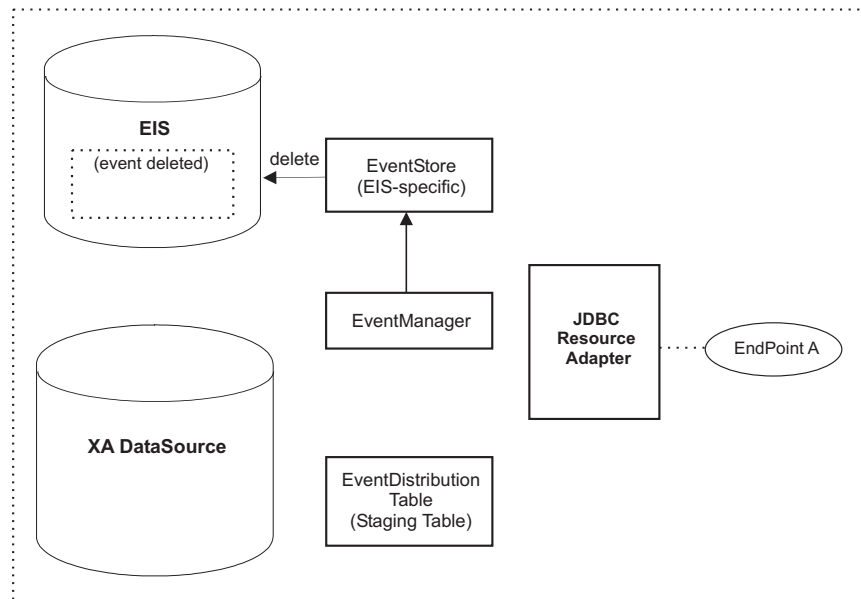 EIS
(event deleted)
delete
EventStore
(EIS-specific)
EventManager
JDBC
Resource
Adapter
EndPoint A
XA DataSource
EventDistribution
Table
(Staging Table)